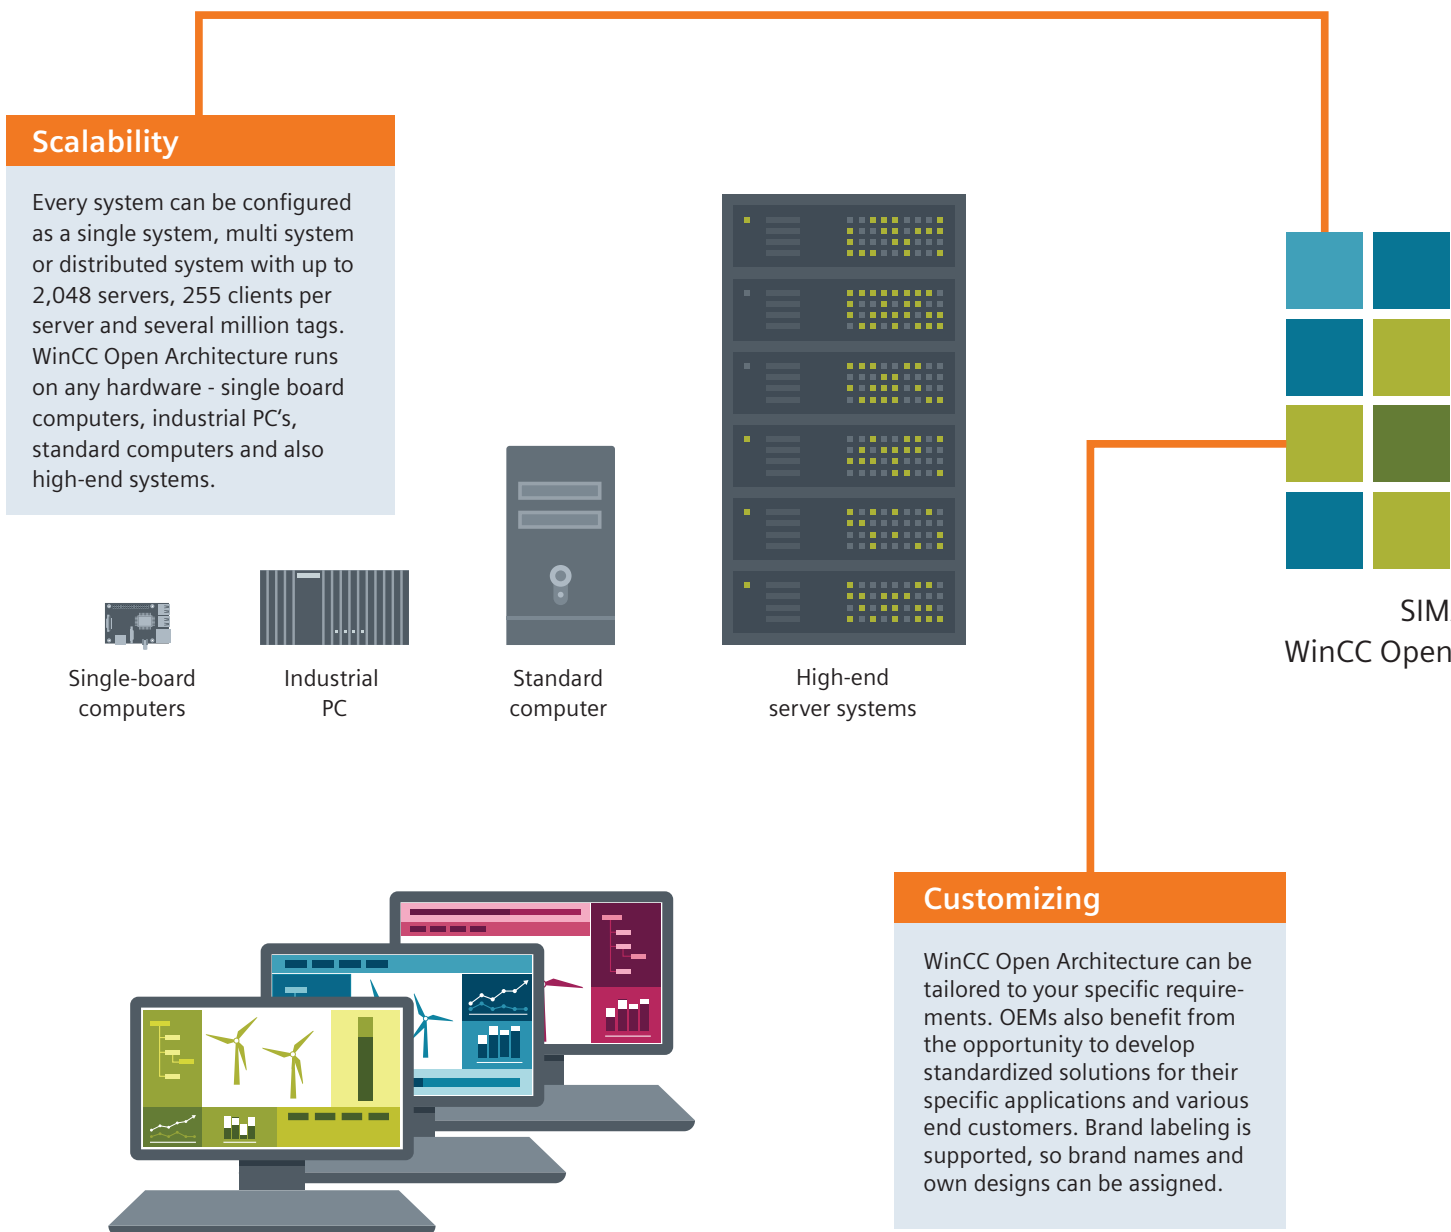 Scalability
Every system can be configured
as a single system, multi system
or distributed system with up to
2,048 servers, 255 clients per
server and several million tags.
WinCC Open Architecture runs
on any hardware - single board
computers, industrial PC's,
standard computers and also
high-end systems.
Single-board
computers
Industrial
PC
Standard
computer
High-end
server systems
SIM
WinCC Open
Customizing
WinCC Open Architecture can be
tailored to your specific require-
ments. OEMs also benefit from
the opportunity to develop
standardized solutions for their
specific applications and various
end customers. Brand labeling is
supported, so brand names and
own designs can be assigned.